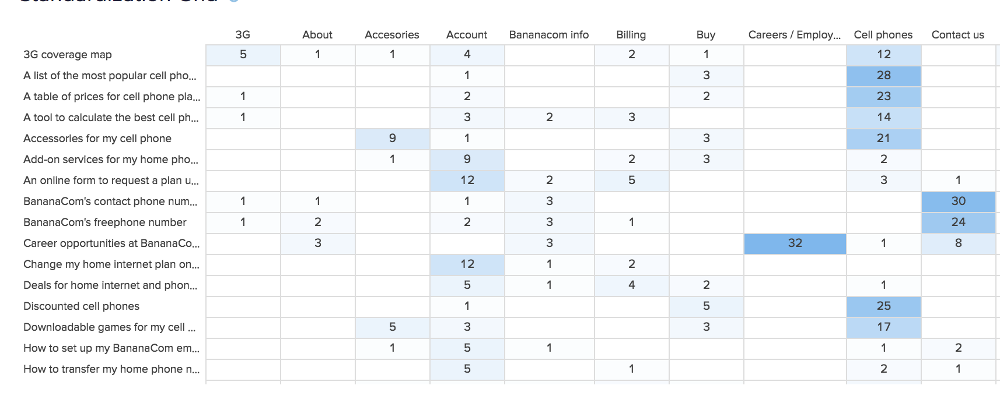 Standardization Grid
3G About Accesories Account Bananacom info Billing Buy Careers / Employ... Cell phones Contact us
3G coverage map 5 1 1 4 2 1 12
A list of the most popular cell pho... 1 3 28
A table of prices for cell phone pla... 1 2 2 23
A tool to calculate the best cell ph... 1 3 2 3 14
Accessories for my cell phone 9 1 3 21
Add-on services for my home pho... 1 9 2 3 2
An online form to request a plan u... 12 2 5 3 1
BananaCom's contact phone num... 1 1 1 3 30
BananaCom's freephone number 1 2 2 3 1 24
Career opportunities at BananaCo... 3 3 32 1 8
Change my home internet plan on... 12 1 2
Deals for home internet and phon... 5 1 4 2 1
Discounted cell phones 1 5 25
Downloadable games for my cell ... 5 3 3 17
How to set up my BananaCom em... 1 5 1 1 2
How to transfer my home phone n... 5 1 2 1